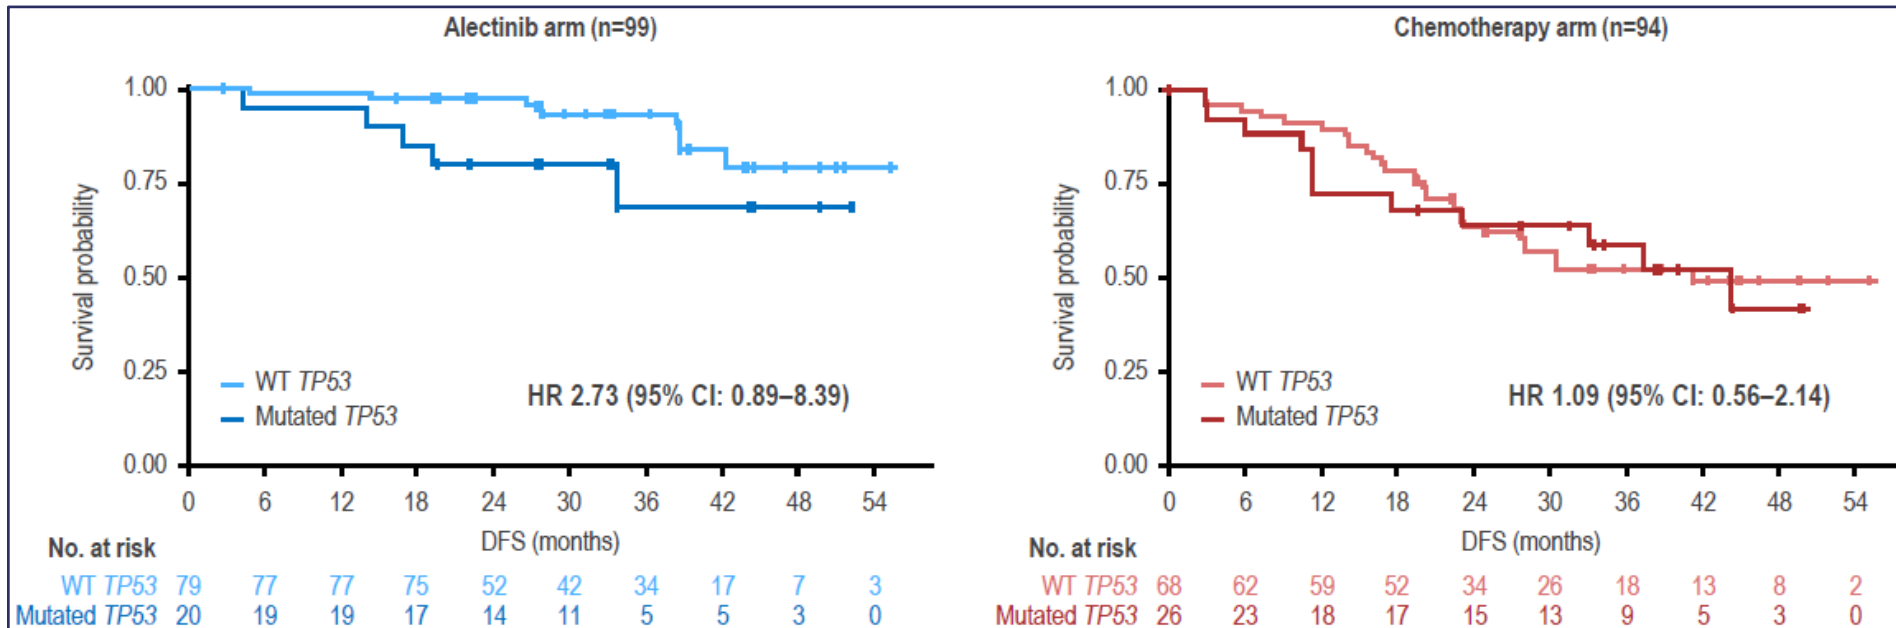 Alectinib arm (n=99)
1.00
0.75
0.50
0.25
0.00
Survival probability
WT TP53
Mutated TP53
HR 2.73 (95% CI: 0.89–8.39)
0 6 12 18 24 30 36 42 48 54
DFS (months)
No. at risk
WT TP53 79 77 77 75 52 42 34 17 7 3
Mutated TP53 20 19 19 17 14 11 5 5 3 0
Chemotherapy arm (n=94)
1.00
0.75
0.50
0.25
0.00
Survival probability
WT TP53
Mutated TP53
HR 1.09 (95% CI: 0.56–2.14)
0 6 12 18 24 30 36 42 48 54
DFS (months)
No. at risk
WT TP53 68 62 59 52 34 26 18 13 8 2
Mutated TP53 26 23 18 17 15 13 9 5 3 0